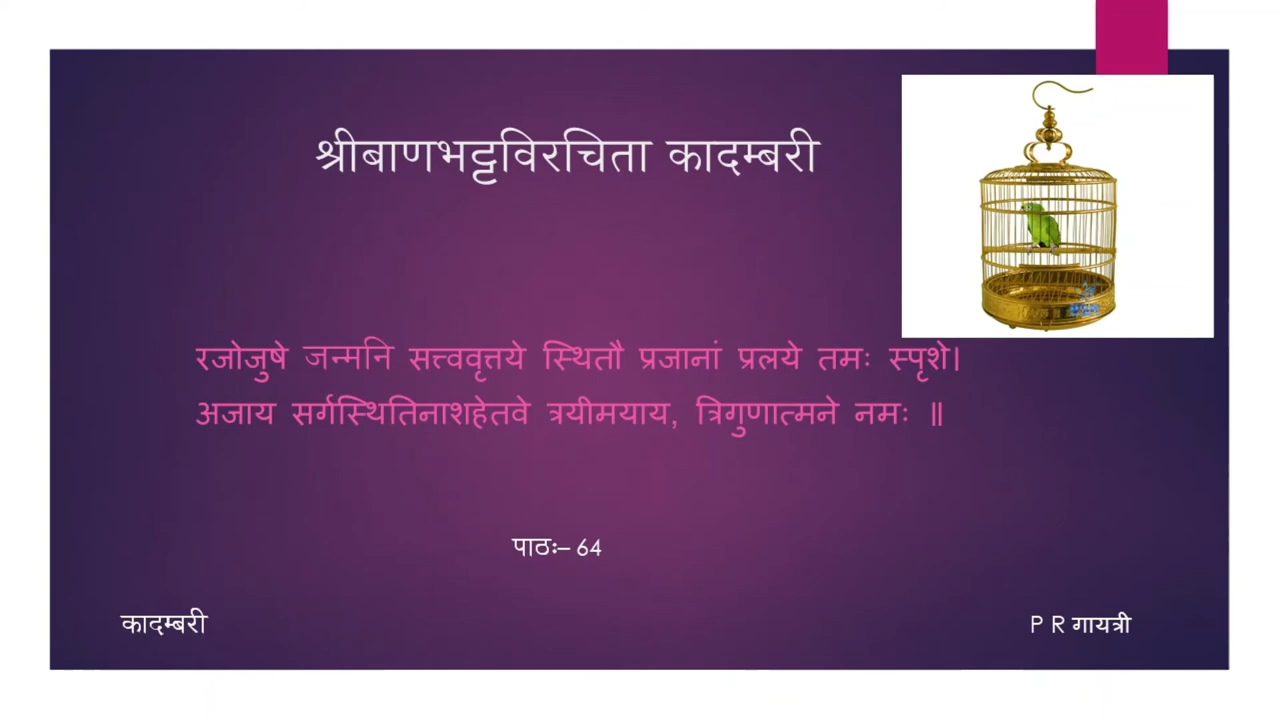 श्रीबाणभट्टविरचिता कादम्बरी
रजोजुषे जन्मनि सत्त्ववृत्तये स्थितौ प्रजानां प्रलये तमः स्पृशे।
अजाय सर्गस्थितिनाशहेतवे त्रयीमयाय, त्रिगुणात्मने नमः ॥
पाठः– 64
कादम्बरी
P R गायत्री